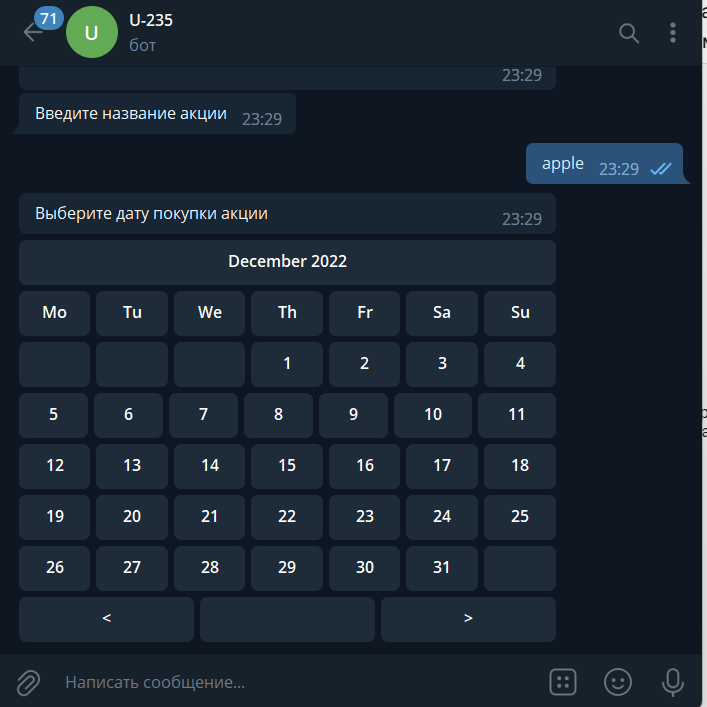 71
U
U-235
бот
23:29
Введите название акции 23:29
apple 23:29
Выберите дату покупки акции 23:29
December 2022
Mo Tu We Th Fr Sa Su
1 2 3 4
5 6 7 8 9 10 11
12 13 14 15 16 17 18
19 20 21 22 23 24 25
26 27 28 29 30 31
< >
Написать сообщение...